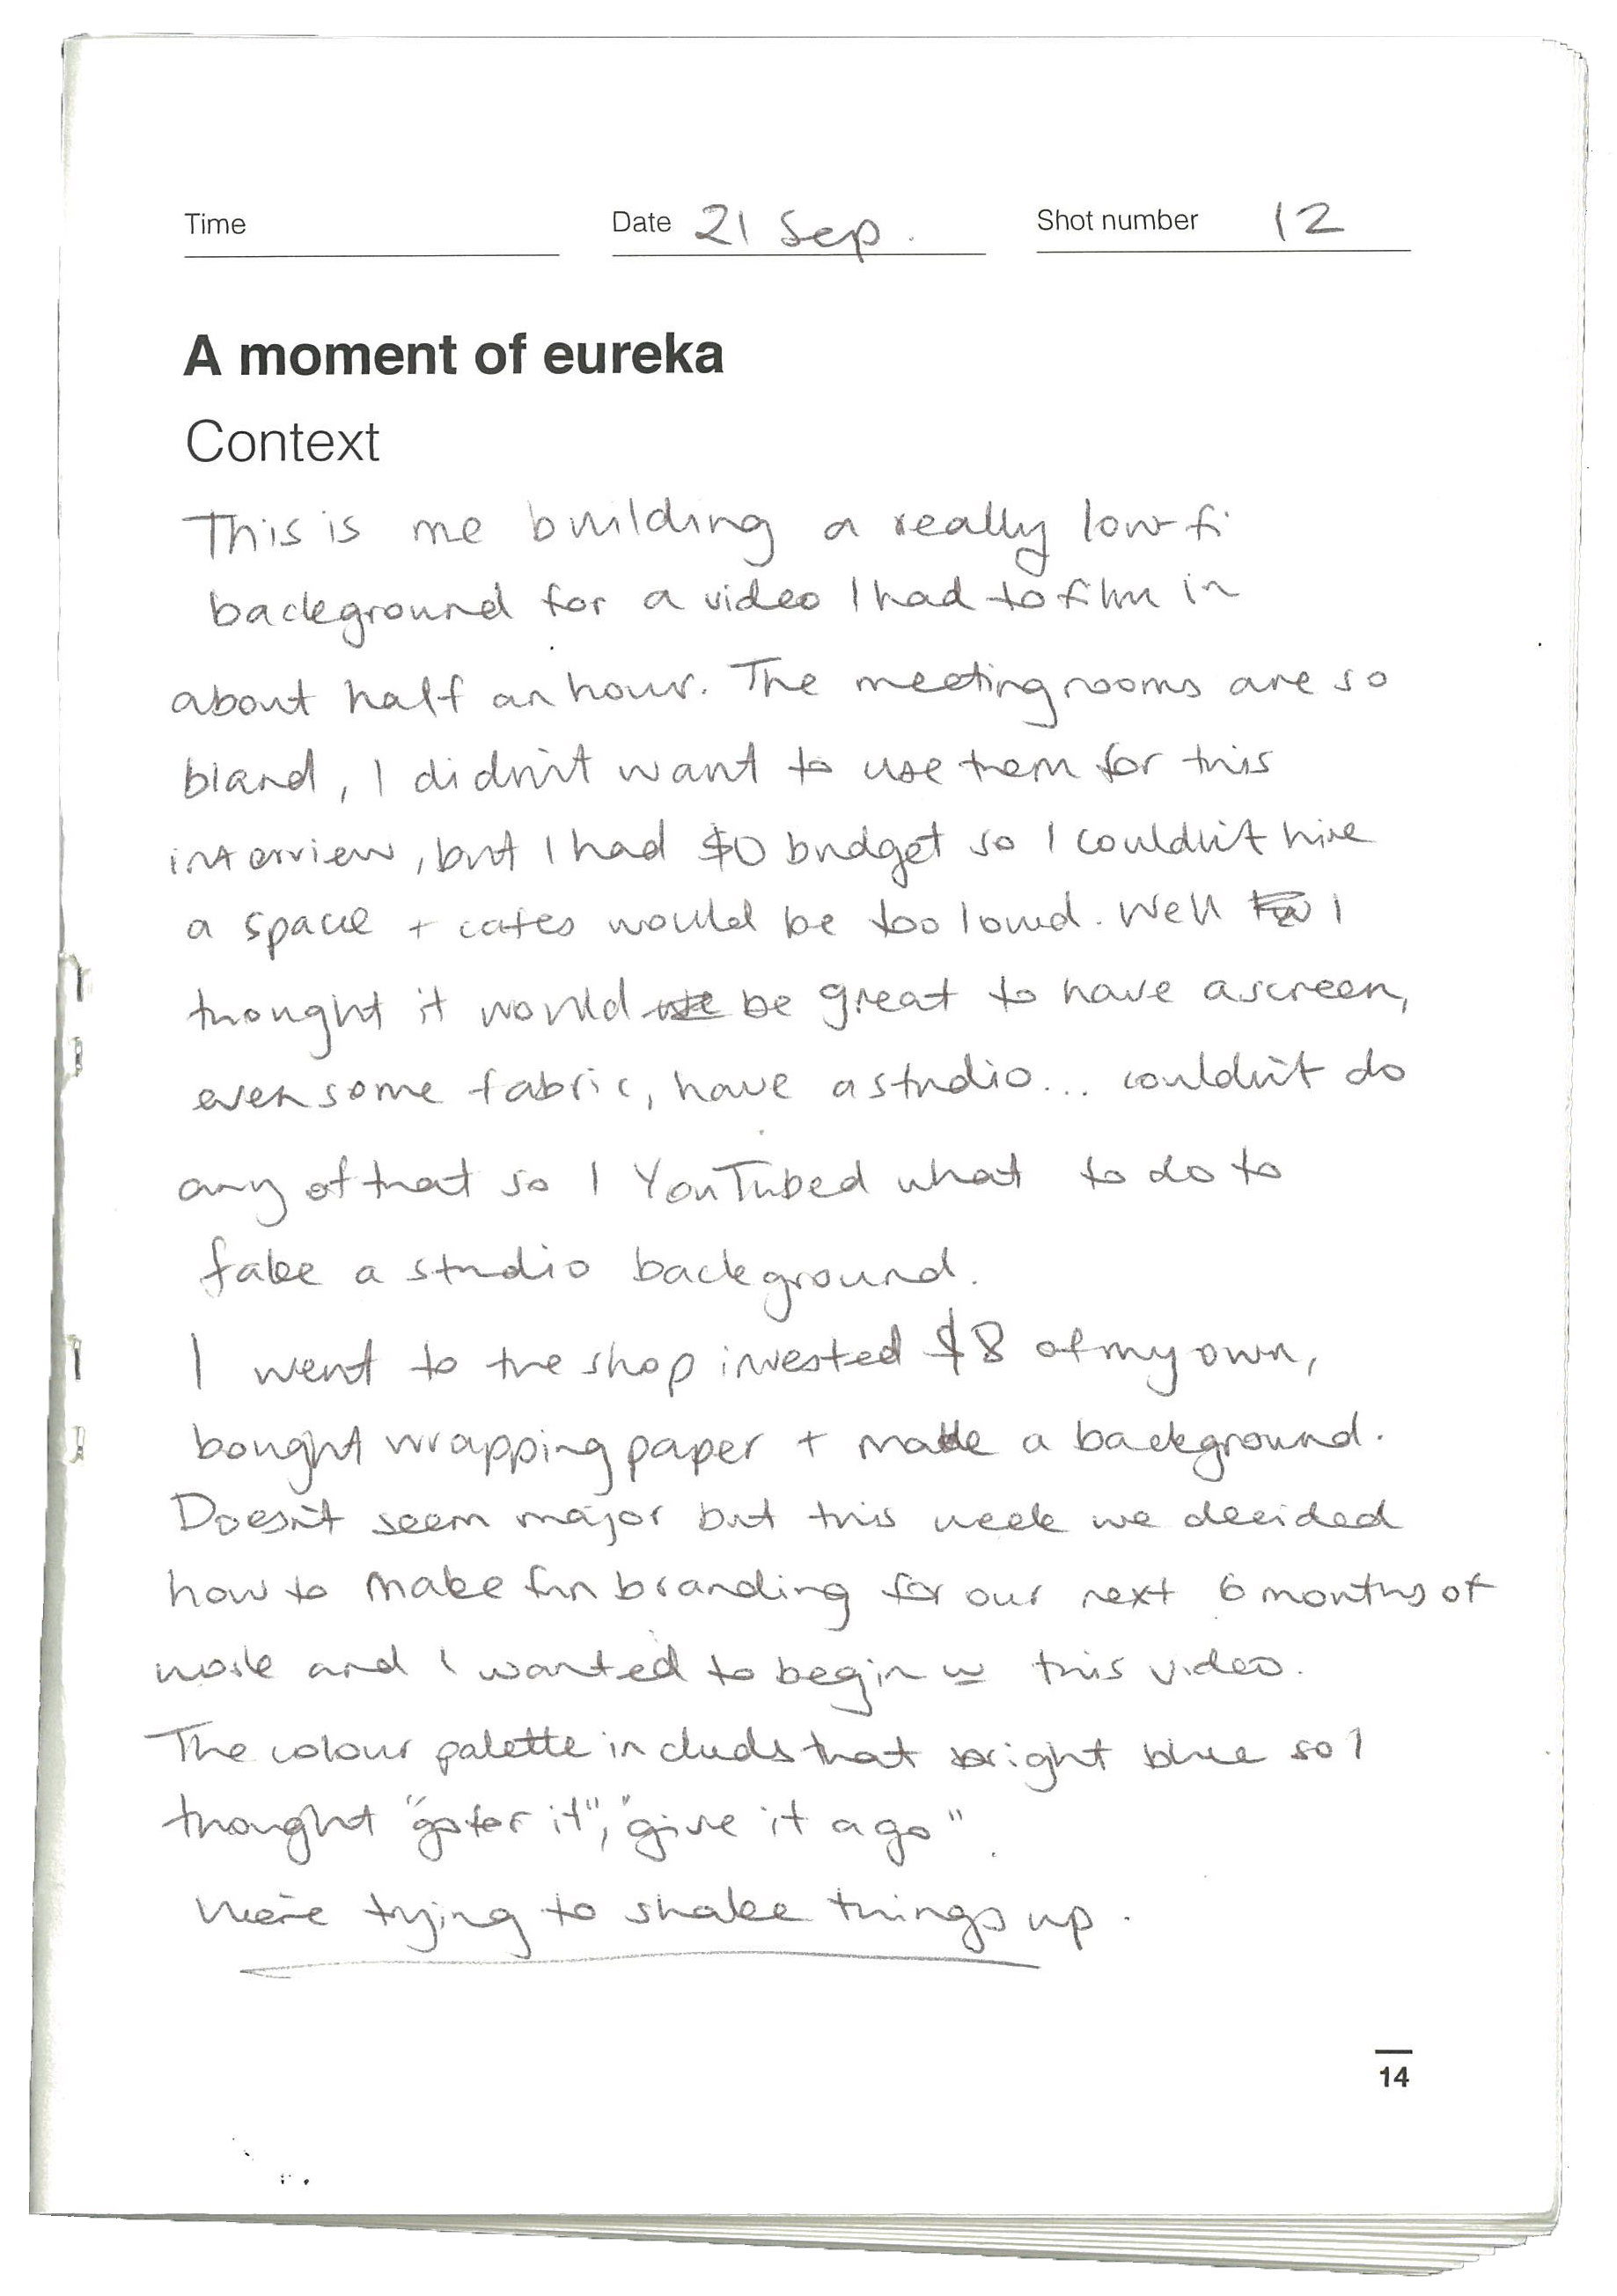 Time Date 21 Sep. Shot number 12
A moment of eureka
Context
This is me building a really low-fi
background for a video I had to film in
about half an hour. The meeting rooms are so
bland, I didn't want to use them for this
interview, but I had $0 budget so I couldn't hire
a space + cafes would be too loud. Well I
thought it would be great to have a screen,
even some fabric, have a studio... couldn't do
any of that so I YouTubed what to do to
fake a studio background.
I went to the shop invested $8 of my own,
bought wrapping paper + made a background.
Doesn't seem major but this week we decided
how to make fun branding for our next 6 months of
work and I wanted to begin w this video.
The colour palette includs that bright blue so I
thought "go for it", "give it a go".
We're trying to shake things up.
14